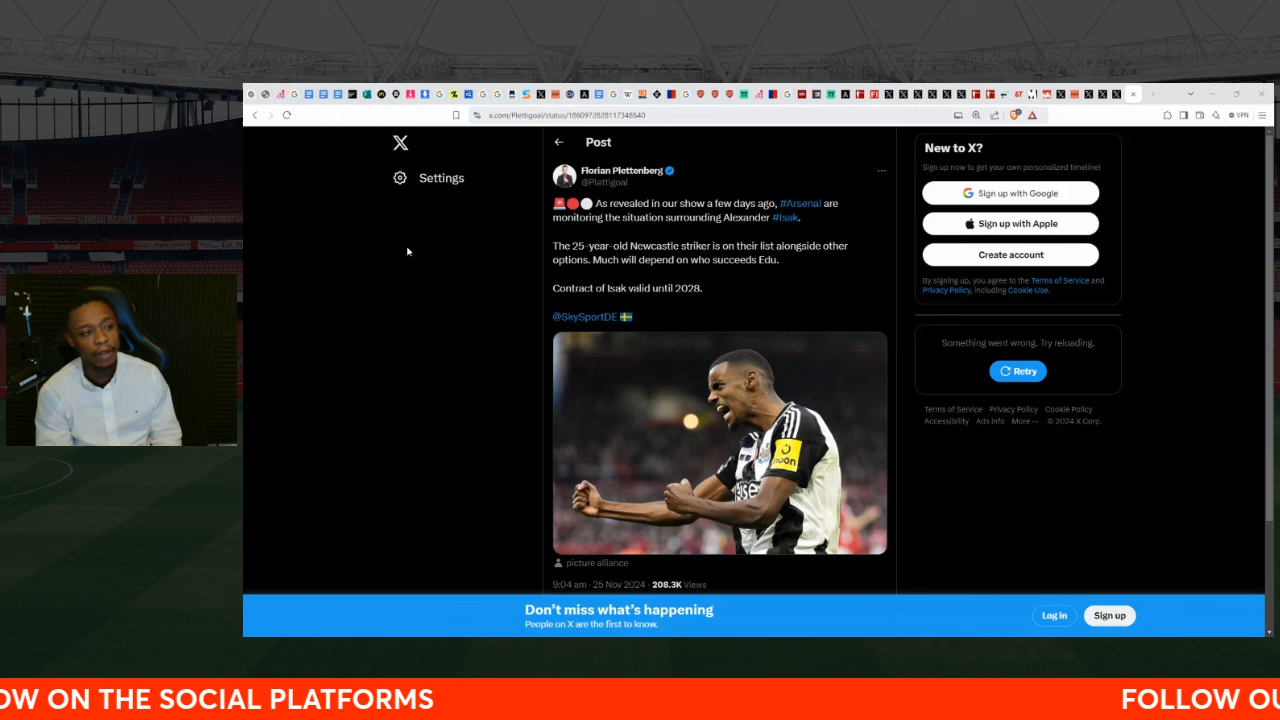 x.com/Plettigoal/status/1860972828117348640
VPN
Settings
Post
Florian Plettenberg
@Plettigoal
As revealed in our show a few days ago, #Arsenal are
monitoring the situation surrounding Alexander #Isak.
The 25-year-old Newcastle striker is on their list alongside other
options. Much will depend on who succeeds Edu.
Contract of Isak valid until 2028.
@SkySportDE
noon
picture alliance
9:04 am · 25 Nov 2024 · 208.3K Views
New to X?
Sign up now to get your own personalized timeline!
Sign up with Google
Sign up with Apple
Create account
By signing up, you agree to the Terms of Service and
Privacy Policy, including Cookie Use.
Something went wrong. Try reloading.
Retry
Terms of Service Privacy Policy Cookie Policy
Accessibility Ads info More ··· © 2024 X Corp.
Don’t miss what’s happening
People on X are the first to know.
Log in
Sign up
Arsenal
OW ON THE SOCIAL PLATFORMS
FOLLOW OU